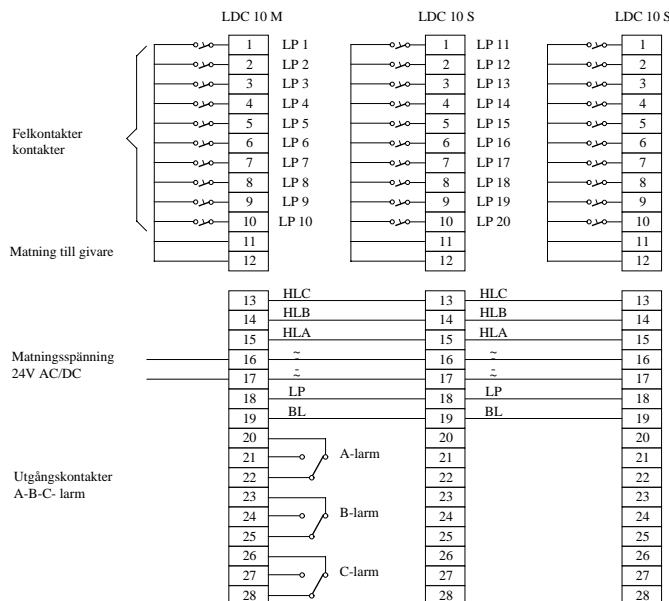 LDC 10 M LDC 10 S LDC 10 S
1 LP 1 1 LP 11 1
2 LP 2 2 LP 12 2
3 LP 3 3 LP 13 3
4 LP 4 4 LP 14 4
5 LP 5 5 LP 15 5
Felkontakter
kontakter
6 LP 6 6 LP 16 6
7 LP 7 7 LP 17 7
8 LP 8 8 LP 18 8
9 LP 9 9 LP 19 9
10 LP 10 10 LP 20 10
Matning till givare
11 11 11
12 12 12
13 HLC 13 HLC 13
14 HLB 14 HLB 14
15 HLA 15 HLA 15
Matningsspänning
24V AC/DC
16 ~ 16 ~ 16
17 ~ 17 ~ 17
18 LP 18 LP 18
19 BL 19 BL 19
20 20 20
21 A-larm 21 21
22 22 22
Utgångskontakter
A-B-C- larm
23 23 23
24 B-larm 24 24
25 25 25
26 26 26
27 C-larm 27 27
28 28 28